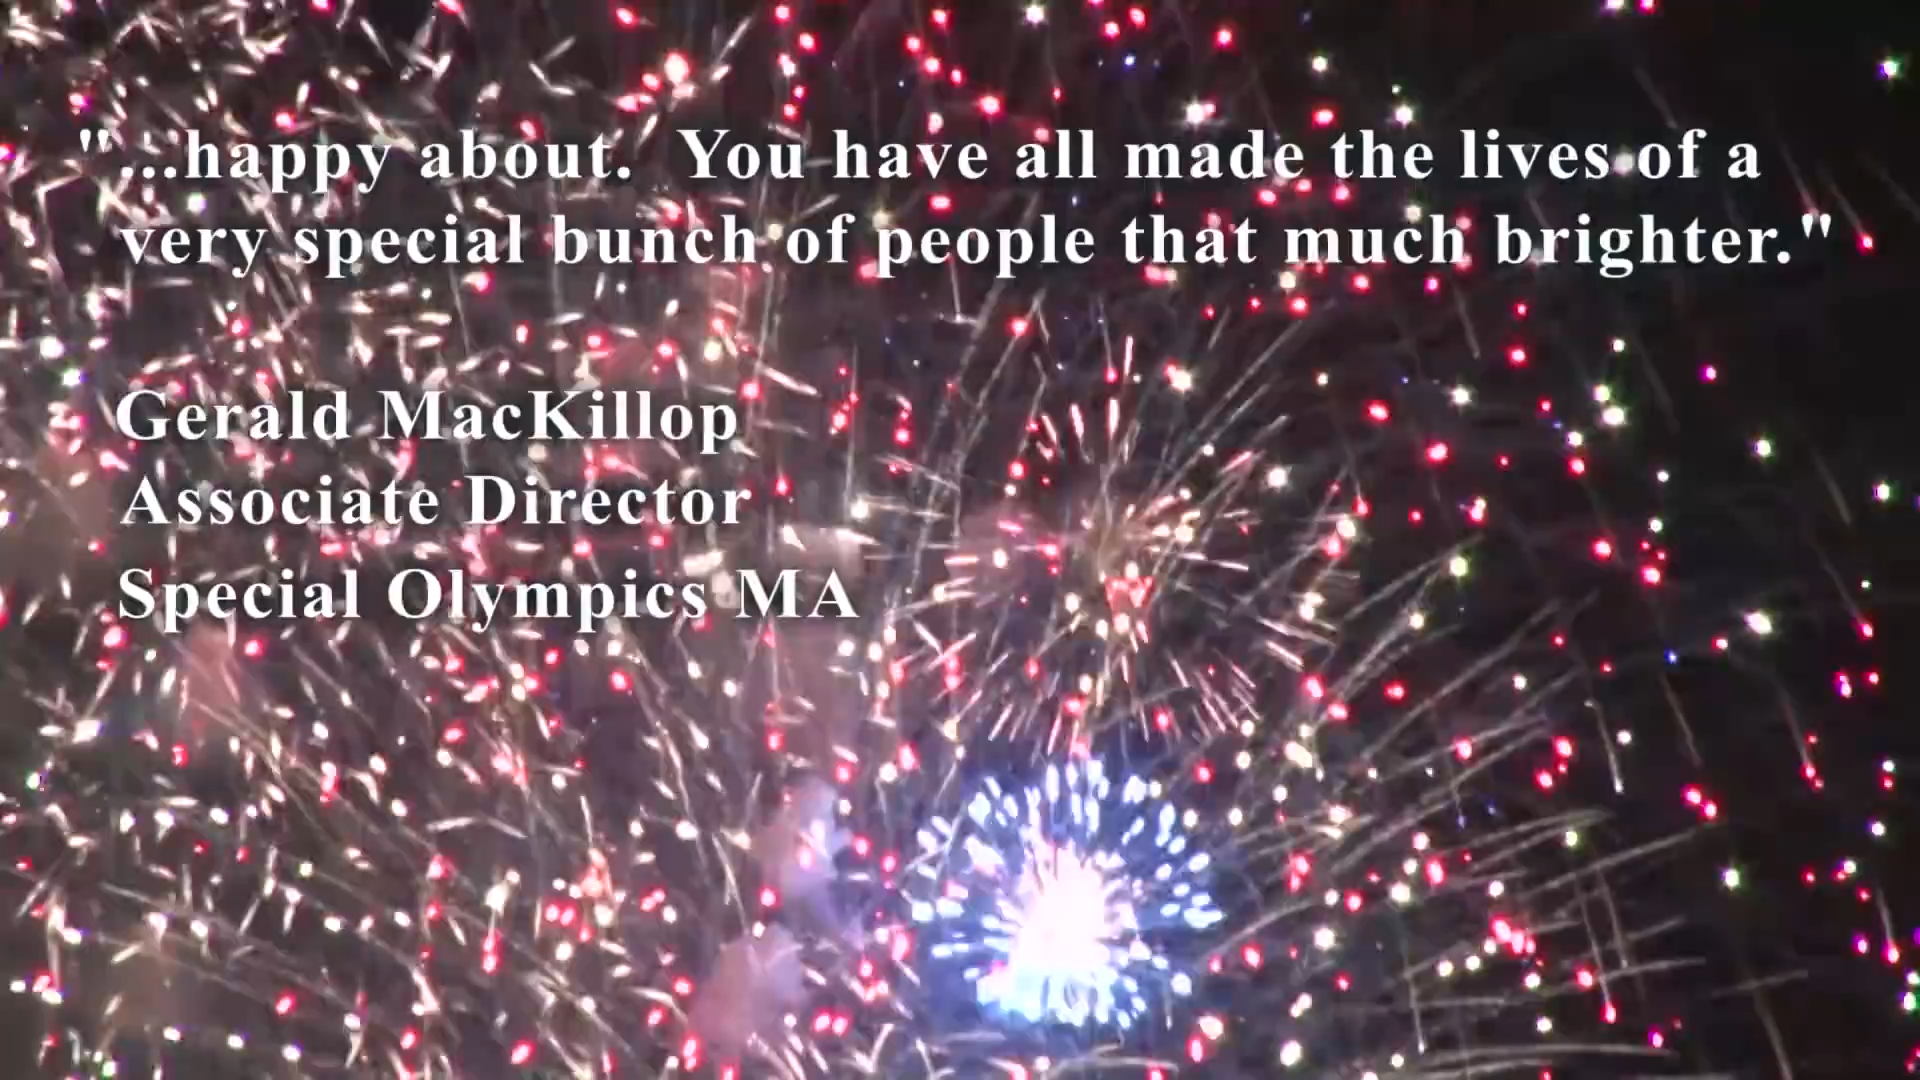 "...happy about.  You have all made the lives of a
very special bunch of people that much brighter."
Gerald MacKillop
Associate Director
Special Olympics MA